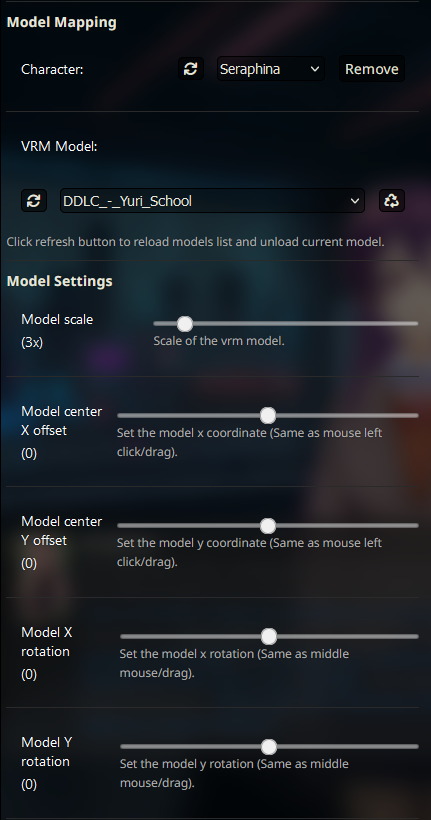 Model Mapping
Character:
Seraphina
Remove
VRM Model:
DDLC_-_Yuri_School
Click refresh button to reload models list and unload current model.
Model Settings
Model scale
(3x)
Scale of the vrm model.
Model center
X offset
(0)
Set the model x coordinate (Same as mouse left
click/drag).
Model center
Y offset
(0)
Set the model y coordinate (Same as mouse left
click/drag).
Model X
rotation
(0)
Set the model x rotation (Same as middle
mouse/drag).
Model Y
rotation
(0)
Set the model y rotation (Same as middle
mouse/drag).